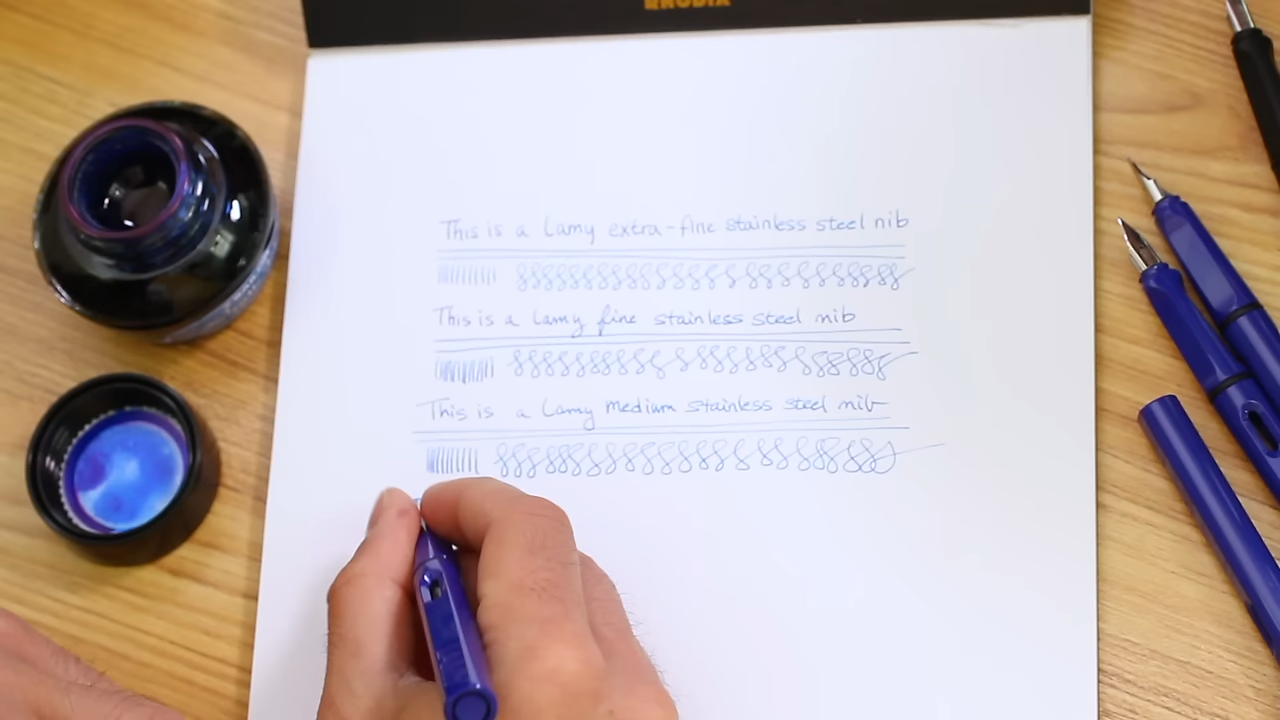 RHODIA
This is a Lamy extra-fine stainless steel nib
This is a Lamy fine stainless steel nib
This is a Lamy medium stainless steel nib